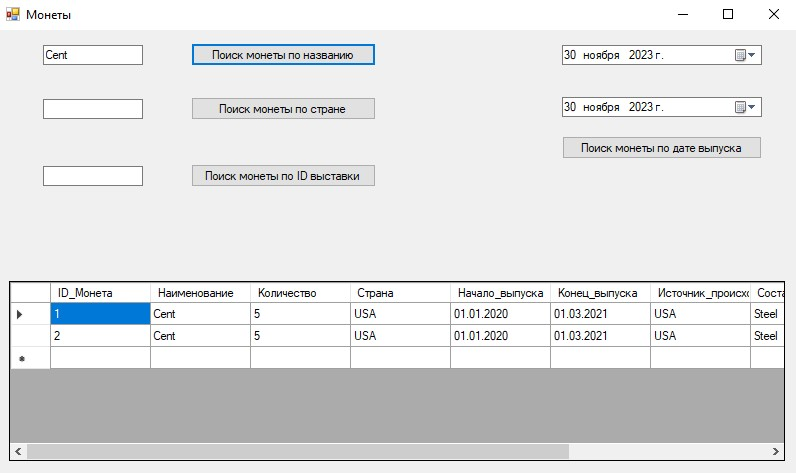 Монеты
Cent Поиск монеты по названию 30 ноября 2023 г.
Поиск монеты по стране 30 ноября 2023 г.
Поиск монеты по дате выпуска
Поиск монеты по ID выставки
ID_Монета Наименование Количество Страна Начало_выпуска Конец_выпуска Источник_происхо Соста
1 Cent 5 USA 01.01.2020 01.03.2021 USA Steel
2 Cent 5 USA 01.01.2020 01.03.2021 USA Steel